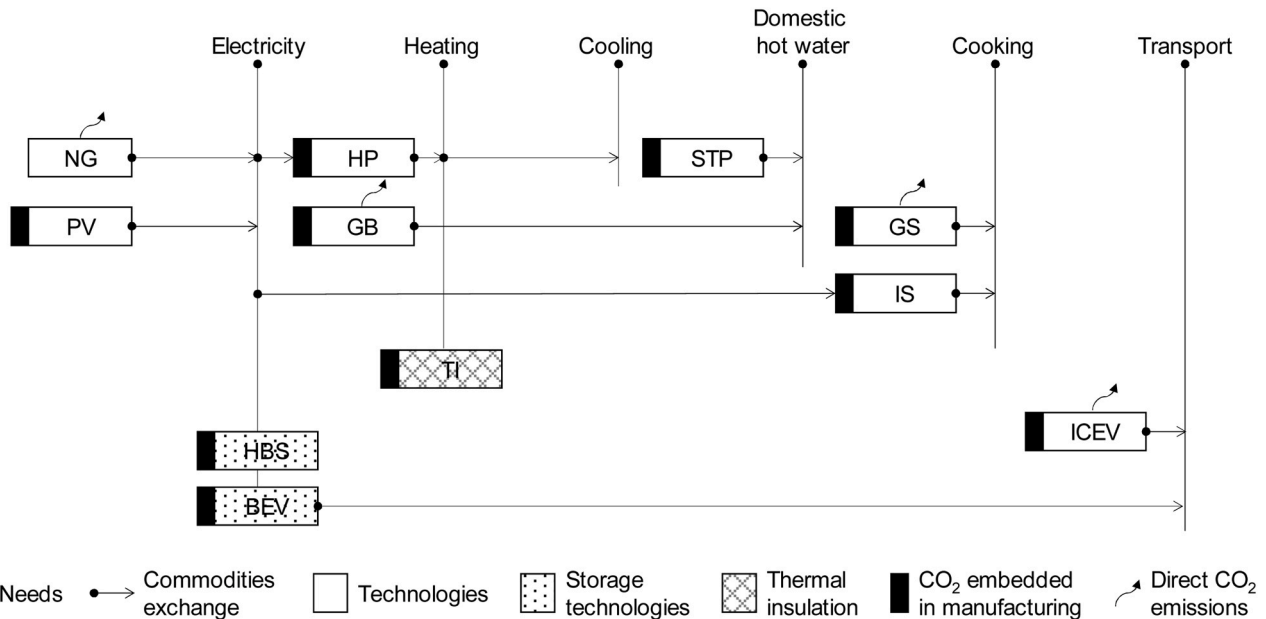 Domestic
hot water
Electricity
Heating
Cooling
Cooking
Transport
NG
HP
STP
PV
GB
GS
IS
TI
HBS
ICEV
BEV
Needs
Commodities
exchange
Technologies
Storage
technologies
Thermal
insulation
CO₂ embedded
in manufacturing
Direct CO₂
emissions